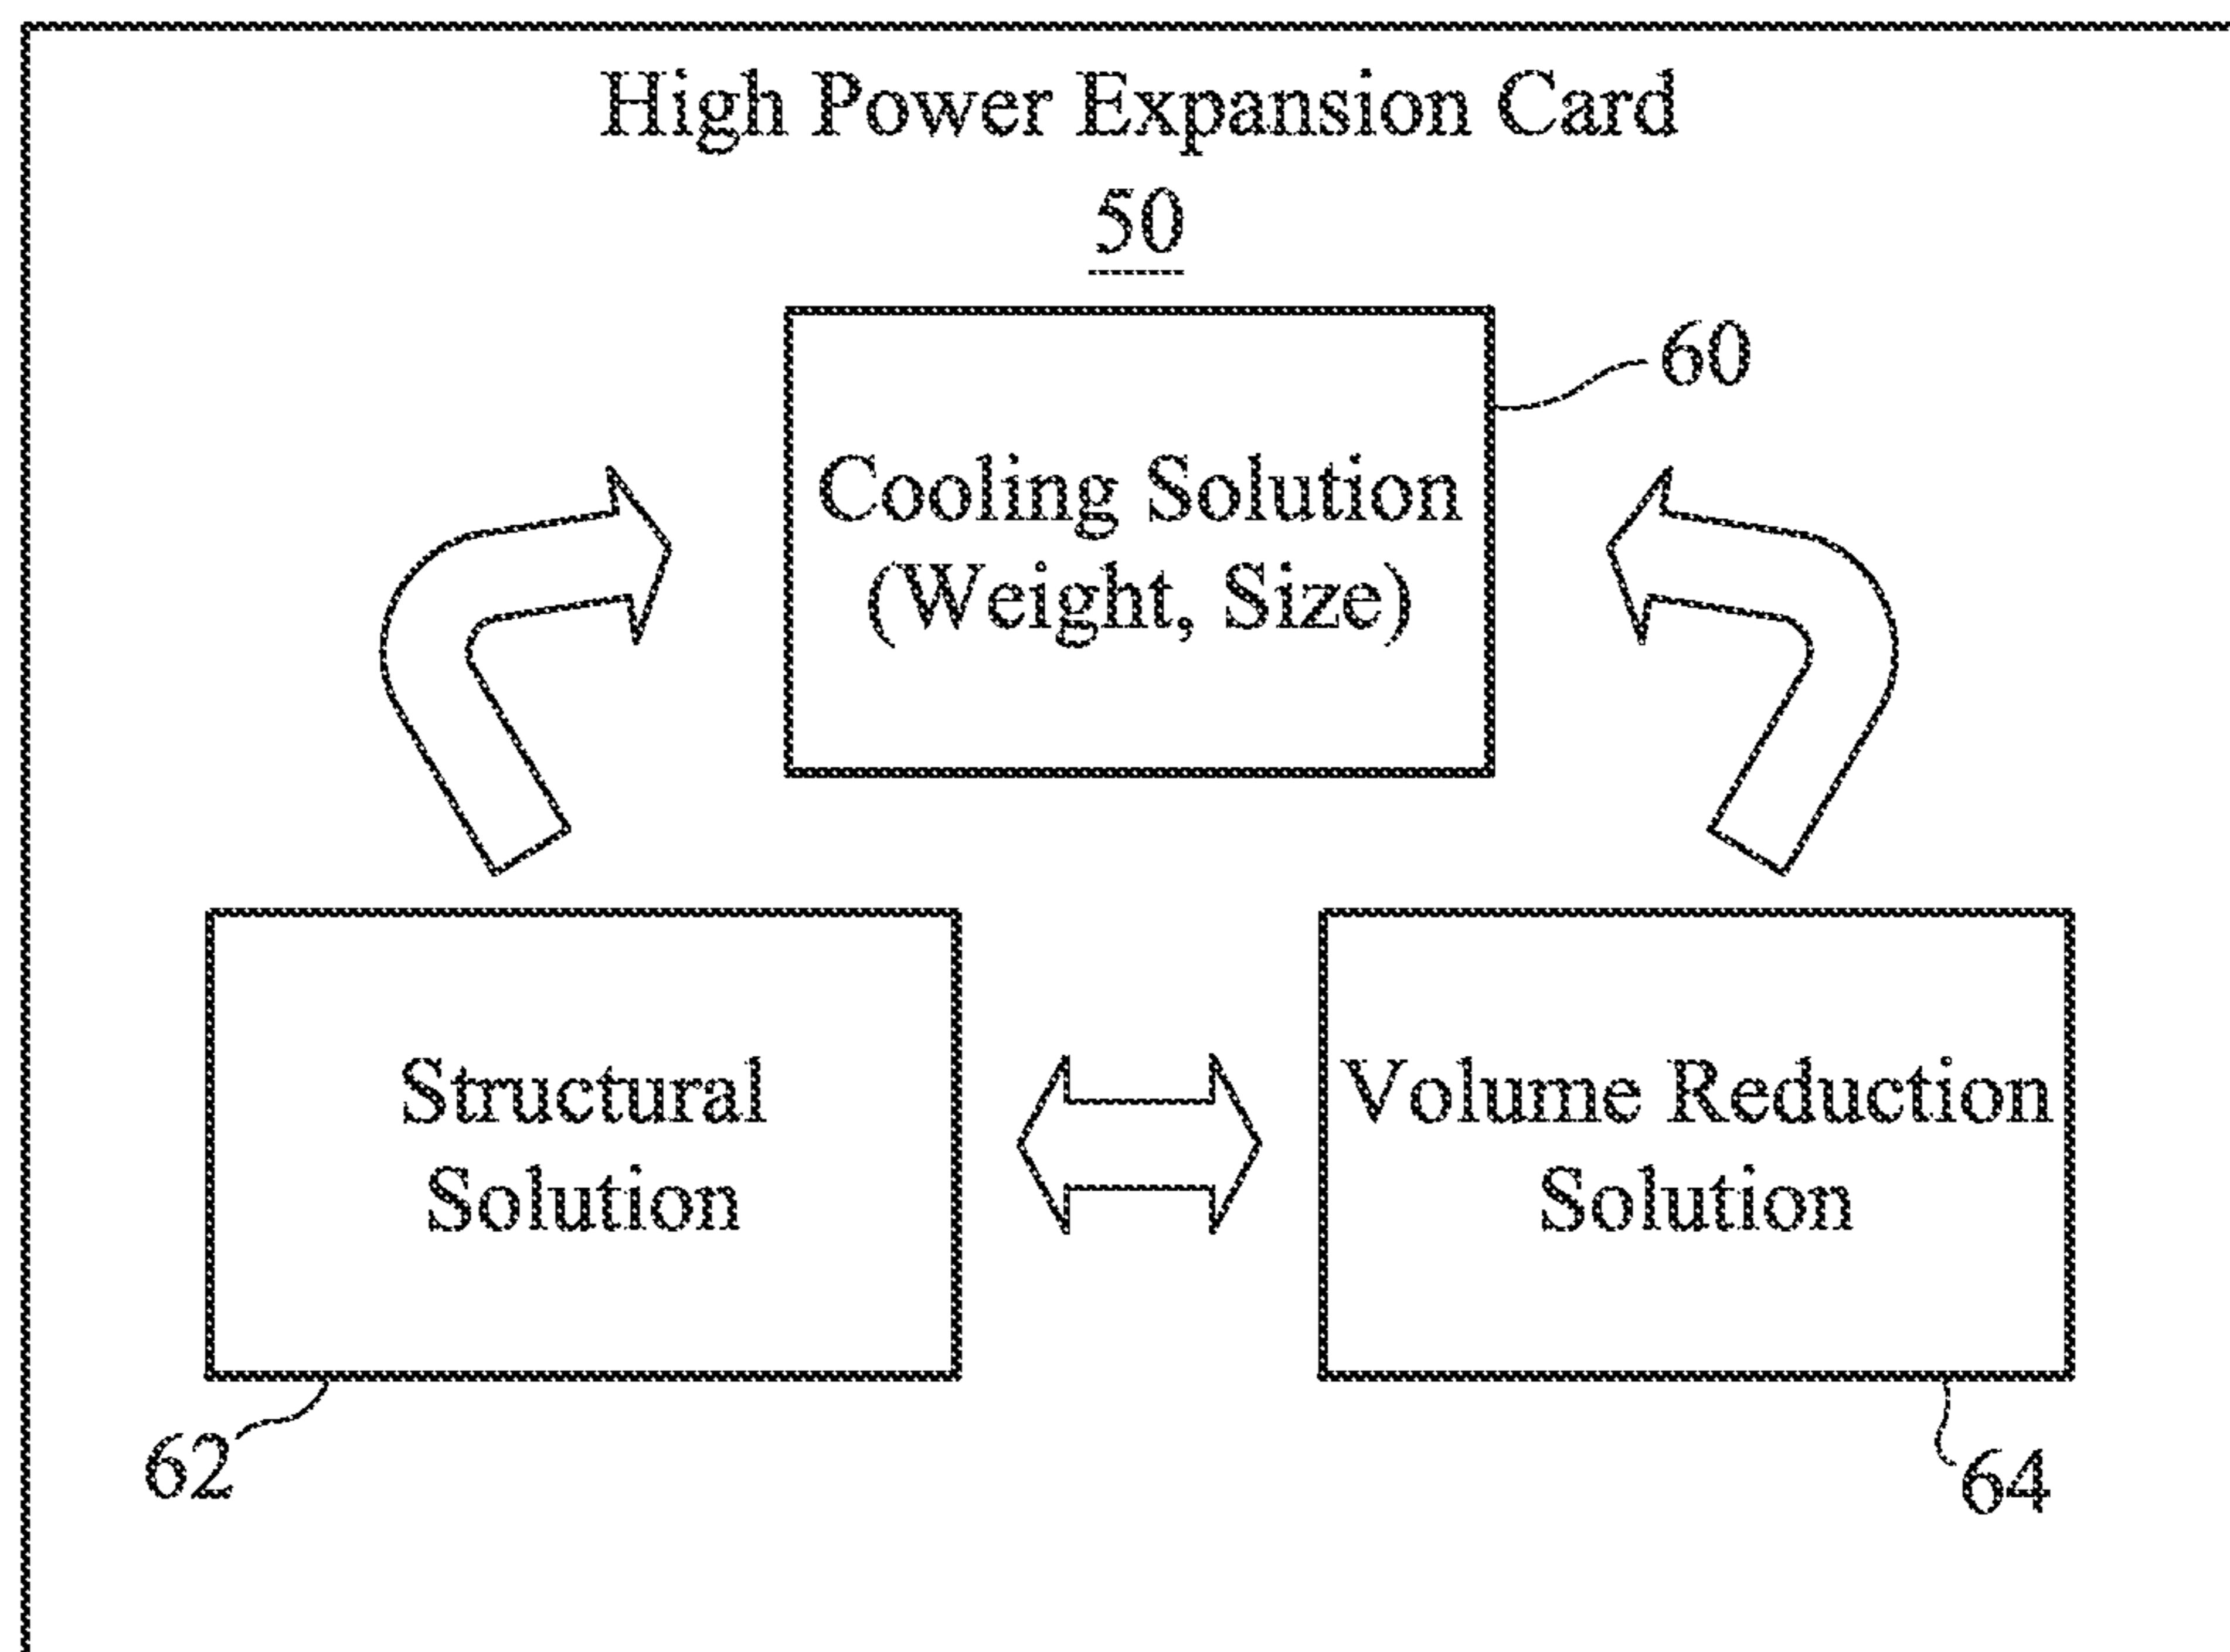 High Power Expansion Card
50
60
Cooling Solution
(Weight, Size)
Structural
Solution
Volume Reduction
Solution
62
64